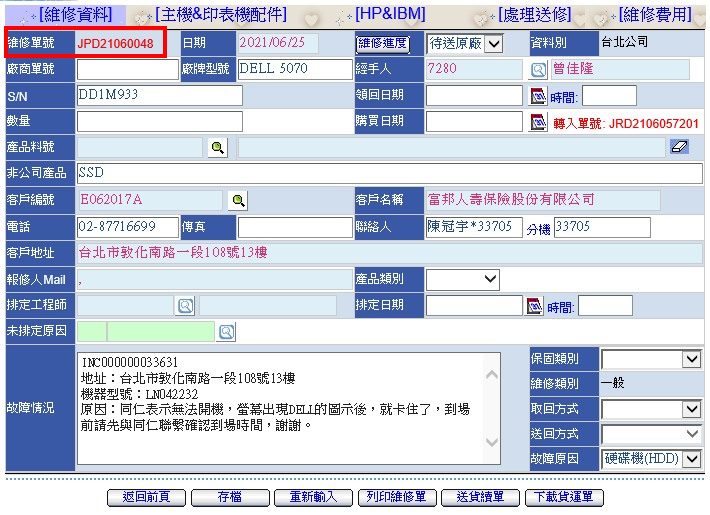 [維修資料] [主機&印表機配件] [HP&IBM] [處理送修] [維修費用]
維修單號 JPD21060048 日期 2021/06/25 維修進度 待送原廠 資料別 台北公司
廠商單號 廠牌型號 DELL 5070 經手人 7280 曾佳隆
S/N DD1M933 領回日期 時間:
數量 購買日期 轉入單號: JRD2106057201
產品料號
非公司產品 SSD
客戶編號 E062017A 客戶名稱 富邦人壽保險股份有限公司
電話 02-87716699 傳真 聯絡人 陳冠宇*33705 分機 33705
客戶地址 台北市敦化南路一段108號13樓
報修人Mail , 產品類別
排定工程師 排定日期 時間:
未排定原因
故障情況
INC000000033631
地址：台北市敦化南路一段108號13樓
機器型號：LN042232
原因：同仁表示無法開機，螢幕出現DELL的圖示後，就卡住了，到場
前請先與同仁聯繫確認到場時間，謝謝。
保固類別
維修類別 一般
取回方式
送回方式
故障原因 硬碟機(HDD)
返回前頁 存檔 重新輸入 列印維修單 送貨讀單 下載貨運單